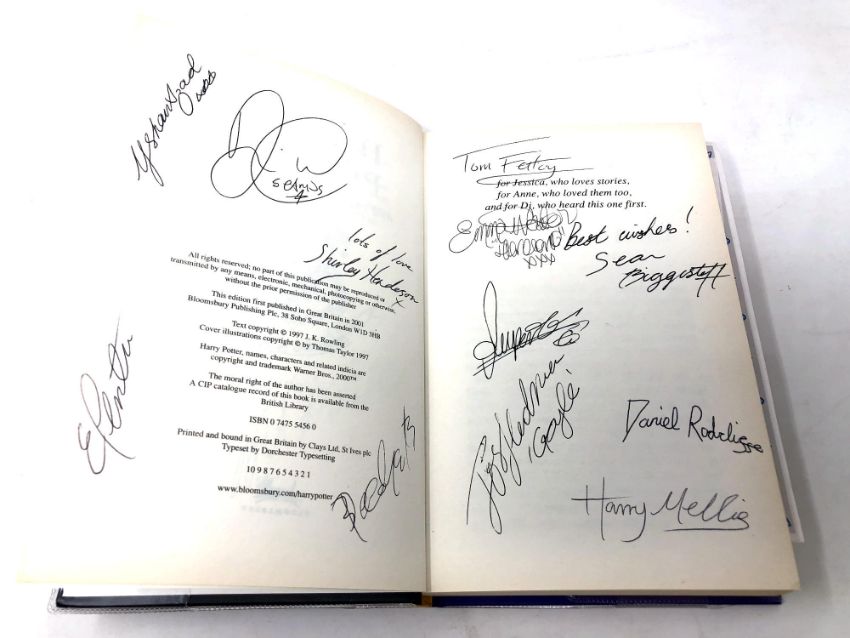 Seamus
lots of love
Shirley Henderson
x
All rights reserved; no part of this publication may be reproduced or
transmitted by any means, electronic, mechanical, photocopying or otherwise,
without the prior permission of the publisher
This edition first published in Great Britain in 2001
Bloomsbury Publishing Plc, 38 Soho Square, London W1D 3HB
Text copyright © 1997 J. K. Rowling
Cover illustrations copyright © by Thomas Taylor 1997
Harry Potter, names, characters and related indicia are
copyright and trademark Warner Bros., 2000™
The moral right of the author has been asserted
A CIP catalogue record of this book is available from the
British Library
ISBN 0 7475 5456 0
Printed and bound in Great Britain by Clays Ltd, St Ives plc
Typeset by Dorchester Typesetting
10 9 8 7 6 5 4 3 2 1
www.bloomsbury.com/harrypotter
Tom Felton
for Jessica, who loves stories,
for Anne, who loved them too,
and for Di, who heard this one first.
Emma
xxx
Best wishes!
Sean
Biggerstaff
Daniel Radcliffe
Harry Melling